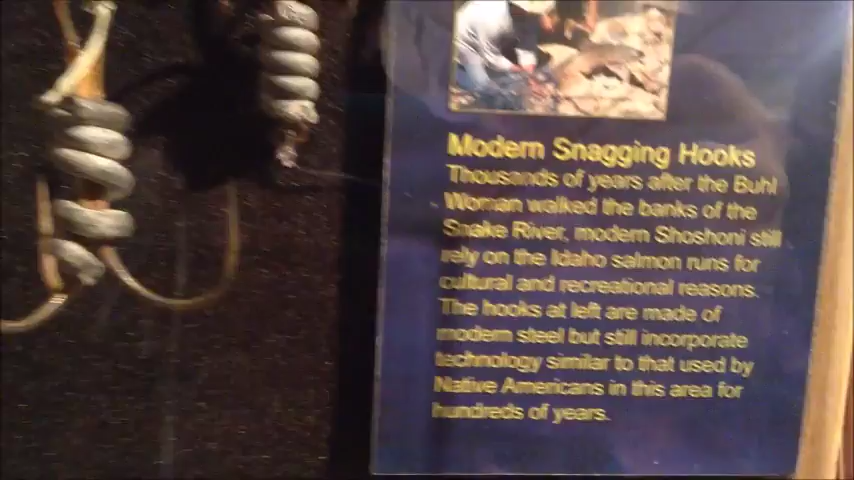 Modern Snagging Hooks
Thousands of years after the Buhl
Woman walked the banks of the
Snake River, modern Shoshoni still
rely on the Idaho salmon runs for
cultural and recreational reasons.
The hooks at left are made of
modern steel but still incorporate
technology similar to that used by
Native Americans in this area for
hundreds of years.